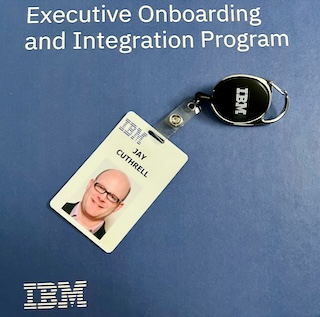 Executive Onboarding
and Integration Program
IBM
IBM
JAY
CUTHRELL
IBM